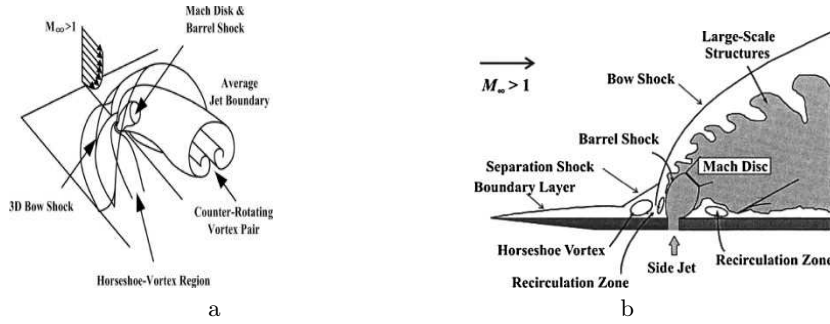 M∞>1
Mach Disk &
Barrel Shock
Average
Jet Boundary
3D Bow Shock
Counter-Rotating
Vortex Pair
Horseshoe-Vortex Region
a
M∞ > 1
Large-Scale
Structures
Bow Shock
Barrel Shock
Mach Disc
Separation Shock
Boundary Layer
Horseshoe Vortex
Recirculation Zone
Side Jet
Recirculation Zone
b